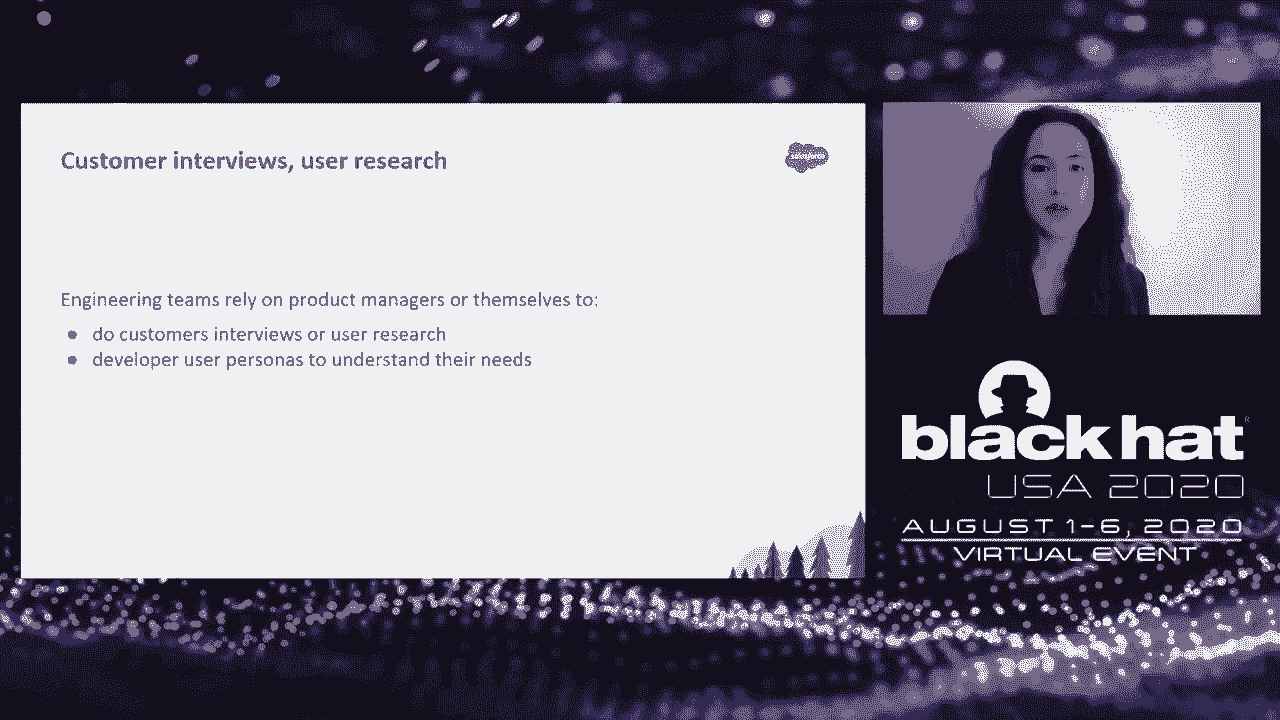 Customer interviews, user research
salesforce
Engineering teams rely on product managers or themselves to:
● do customers interviews or user research
● developer user personas to understand their needs
black hat®
USA 2020
AUGUST 1-6, 2020
VIRTUAL EVENT